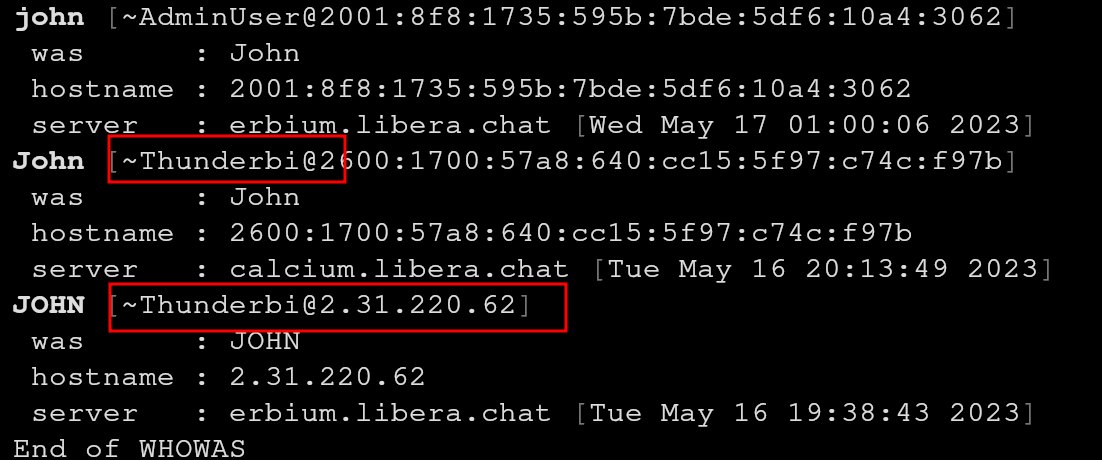 john [~AdminUser@2001:8f8:1735:595b:7bde:5df6:10a4:3062]
was : John
hostname : 2001:8f8:1735:595b:7bde:5df6:10a4:3062
server : erbium.libera.chat [Wed May 17 01:00:06 2023]
John [~Thunderbi@2600:1700:57a8:640:cc15:5f97:c74c:f97b]
was : John
hostname : 2600:1700:57a8:640:cc15:5f97:c74c:f97b
server : calcium.libera.chat [Tue May 16 20:13:49 2023]
JOHN [~Thunderbi@2.31.220.62]
was : JOHN
hostname : 2.31.220.62
server : erbium.libera.chat [Tue May 16 19:38:43 2023]
End of WHOWAS